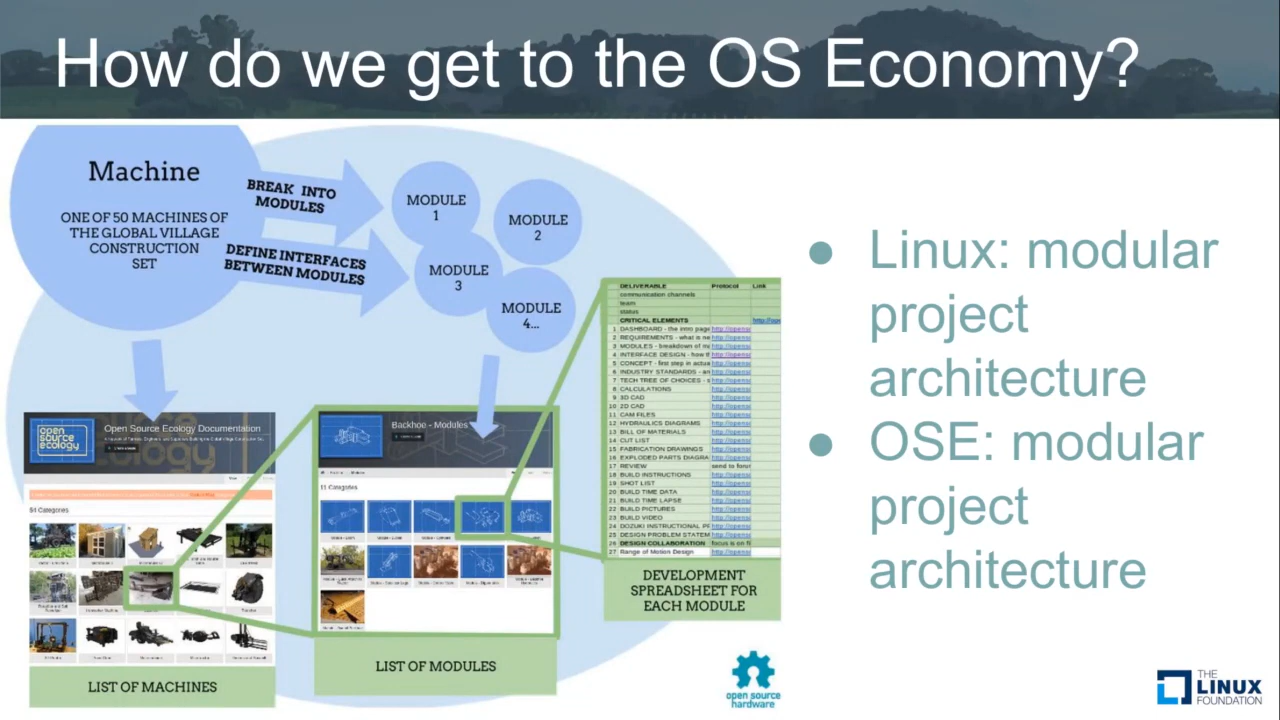 How do we get to the OS Economy?
Machine
ONE OF 50 MACHINES OF
THE GLOBAL VILLAGE
CONSTRUCTION
SET
BREAK INTO
MODULES
DEFINE INTERFACES
BETWEEN MODULES
MODULE
1
MODULE
2
MODULE
3
MODULE
4...
DELIVERABLE Protocol Link
communication channels
team
status
CRITICAL ELEMENTS
1 DASHBOARD - the intro page
2 REQUIREMENTS - what is ne
3 MODULES - breakdown of mo
4 INTERFACE DESIGN - how t
5 CONCEPT - first step in actua
6 INDUSTRY STANDARDS - an
7 TECH TREE OF CHOICES - s
8 CALCULATIONS
9 3D CAD
10 2D CAD
11 CAM FILES
12 HYDRAULICS DIAGRAMS
13 BILL OF MATERIALS
14 CUT LIST
15 FABRICATION DRAWINGS
16 EXPLODED PARTS DIAGRA
17 REVIEW send to forus
18 BUILD INSTRUCTIONS
19 SHOT LIST
20 BUILD TIME DATA
21 BUILD TIME LAPSE
22 BUILD PICTURES
23 BUILD VIDEO
24 DOZUKI INSTRUCTIONAL PF
25 DESIGN PROBLEM STATEM
26 DESIGN COLLABORATION focus is on fi
27 Range of Motion Design
DEVELOPMENT
SPREADSHEET FOR
EACH MODULE
open
source
ecology
Open Source Ecology Documentation
Categories
LIST OF MACHINES
Backhoe - Modules
11 Categories
LIST OF MODULES
● Linux: modular
project
architecture
● OSE: modular
project
architecture
open source
hardware
THE
LINUX
FOUNDATION